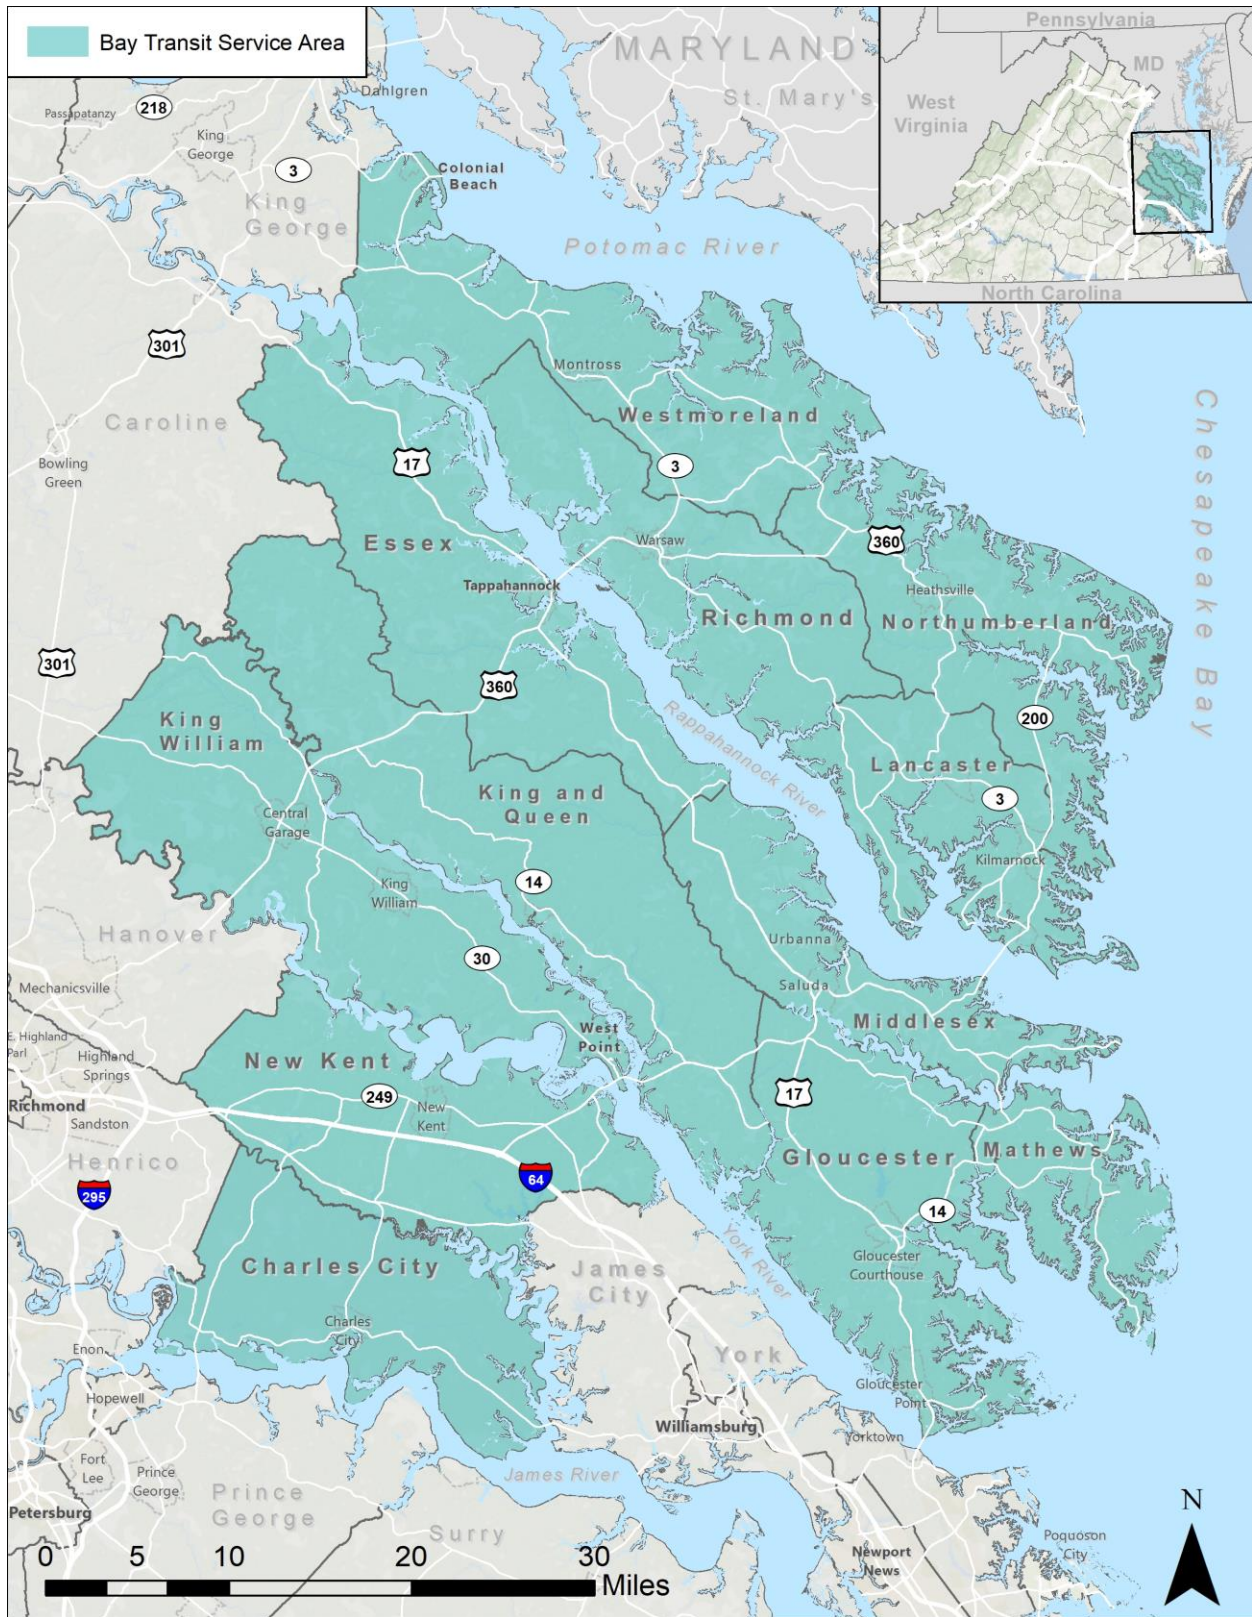 Bay Transit Service Area
MARYLAND
St. Mary's
Pennsylvania
MD
West
Virginia
North Carolina
Dahlgren
Passapatanzy
218
King
George
3
King
George
Colonial
Beach
Potomac River
301
Caroline
Bowling
Green
Montross
Westmoreland
17
3
Chesapeake Bay
Essex
Warsaw
360
Tappahannock
Heathsville
Richmond
Northumberland
301
360
King
William
Rappahannock River
200
Lancaster
3
King and
Queen
Central
Garage
Kilmarnock
King
William
14
Hanover
Urbanna
30
Saluda
Mechanicsville
Middlesex
E. Highland
Parl
Highland
Springs
West
Point
New Kent
249
New
Kent
17
Richmond
Sandston
Henrico
295
64
Gloucester
Mathews
14
York River
Charles City
James
City
Gloucester
Courthouse
Charles
City
Enon
York
Hopewell
Gloucester
Point
Williamsburg
Yorktown
Fort
Lee
Prince
George
James River
Petersburg
Prince
George
Surry
N
Poquoson
City
Newport
News
0 5 10 20 30
Miles